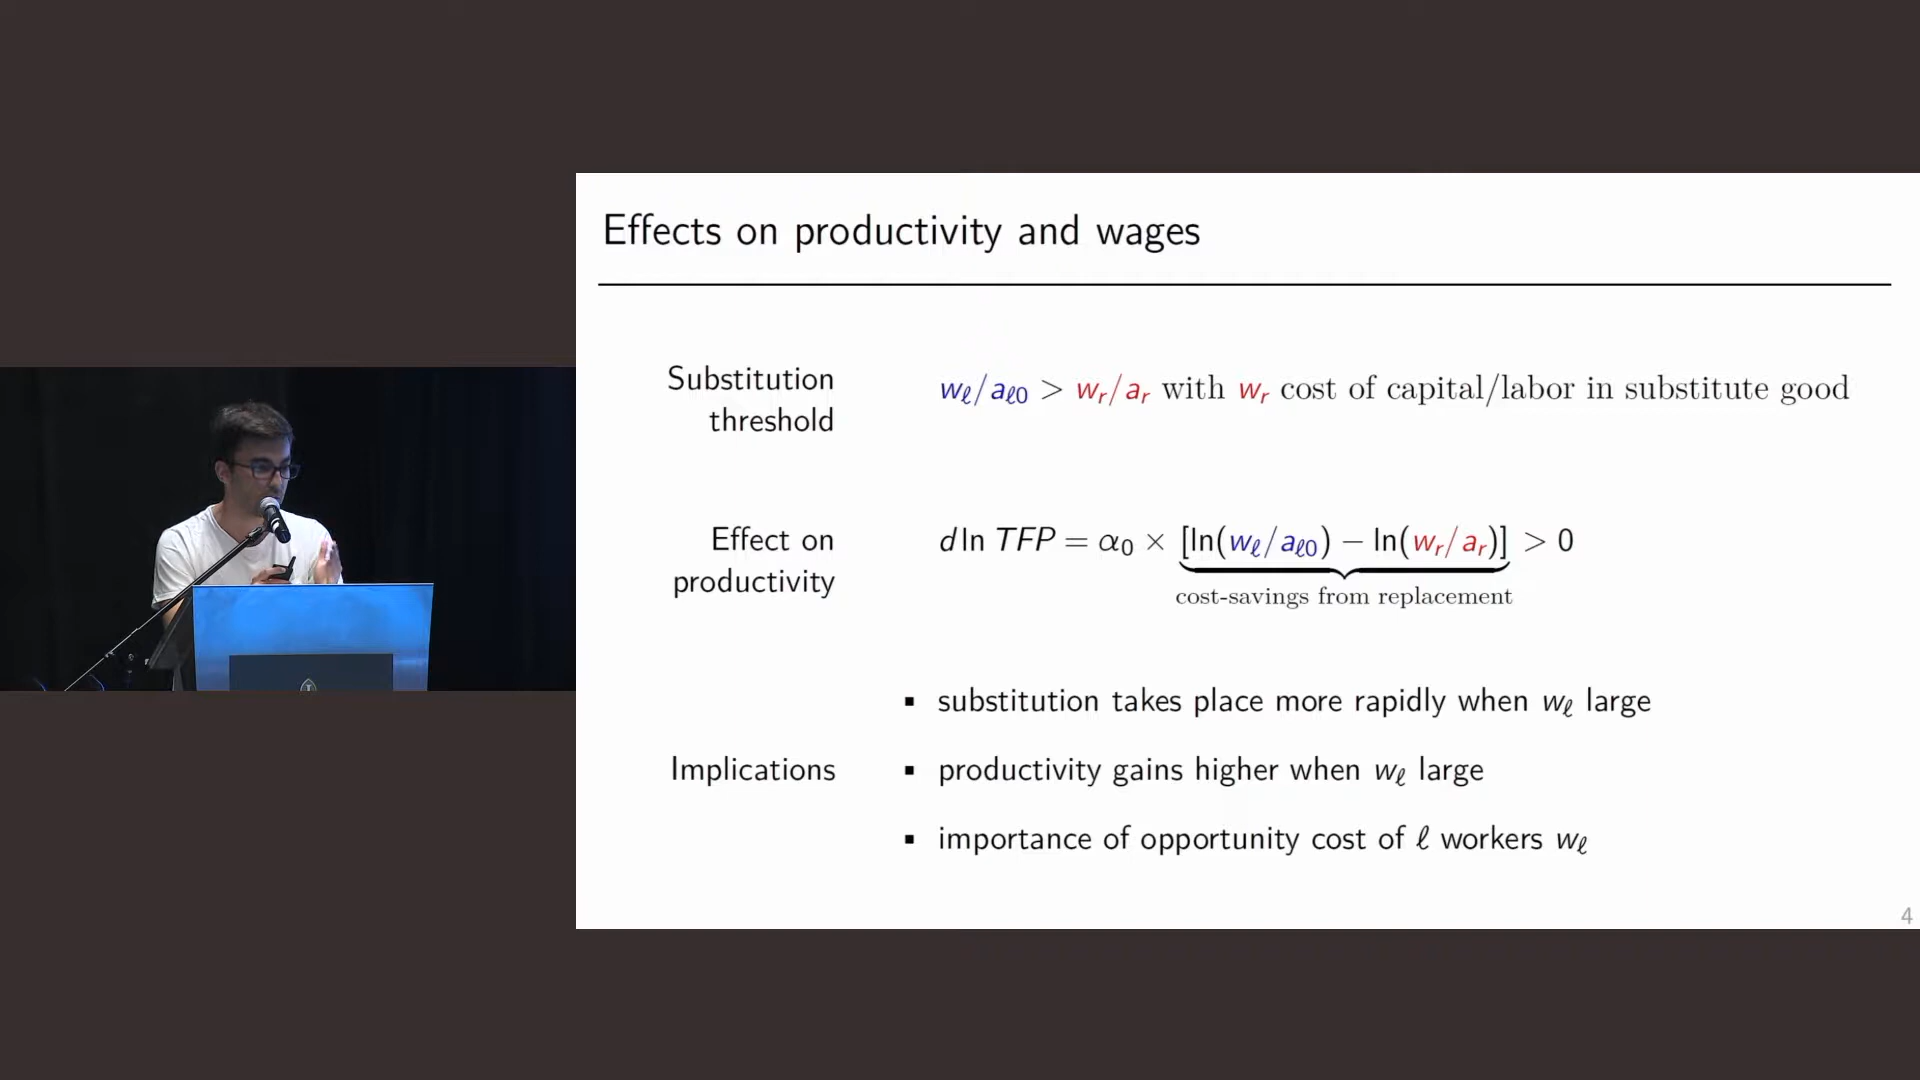 Effects on productivity and wages
Substitution
threshold
wℓ/aℓ0 > wr/ar with wr cost of capital/labor in substitute good
Effect on
productivity
d ln TFP = α0 × [ln(wℓ/aℓ0) − ln(wr/ar)] > 0
cost-savings from replacement
Implications
▪ substitution takes place more rapidly when wℓ large
▪ productivity gains higher when wℓ large
▪ importance of opportunity cost of ℓ workers wℓ
4